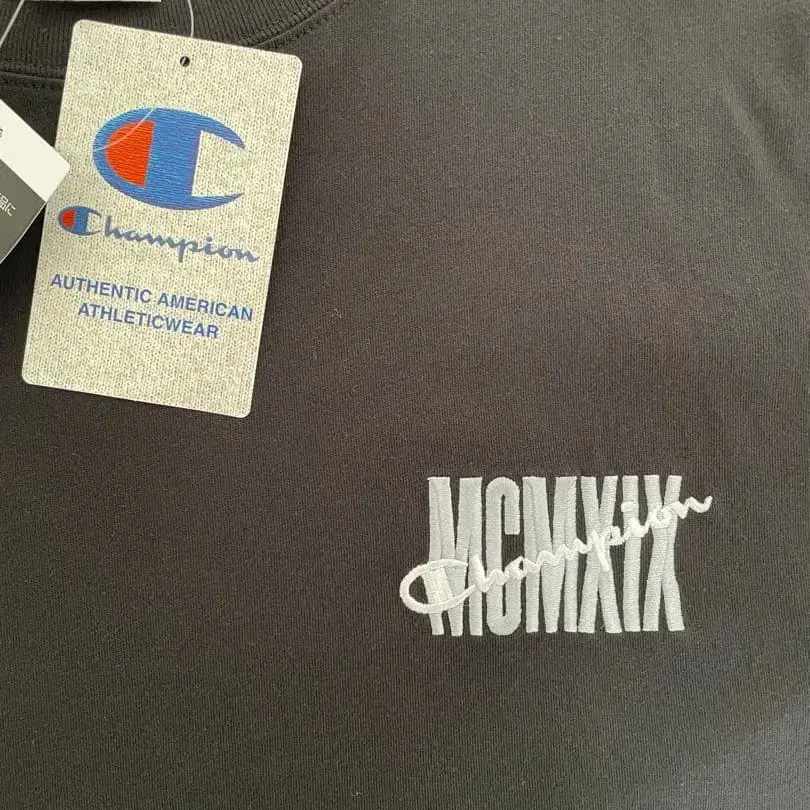 Champion
AUTHENTIC AMERICAN
ATHLETICWEAR
MCMXIX
Champion